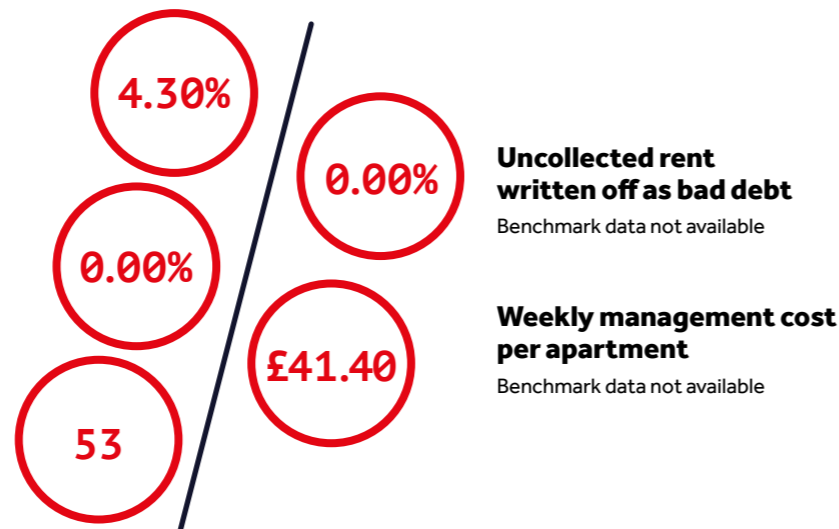 4.30%
0.00%
53
0.00%
Uncollected rent
written off as bad debt
Benchmark data not available
£41.40
Weekly management cost
per apartment
Benchmark data not available